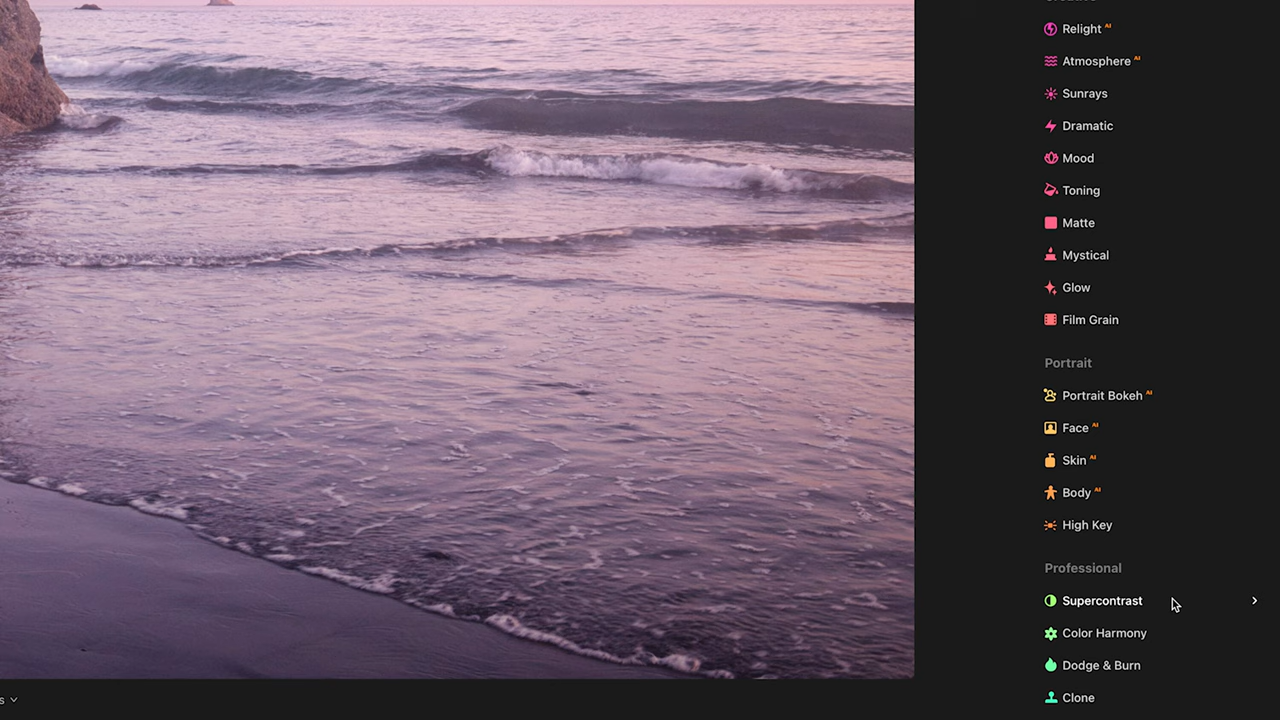 Relight AI
Atmosphere AI
Sunrays
Dramatic
Mood
Toning
Matte
Mystical
Glow
Film Grain
Portrait
Portrait Bokeh AI
Face AI
Skin AI
Body AI
High Key
Professional
Supercontrast
Color Harmony
Dodge & Burn
Clone